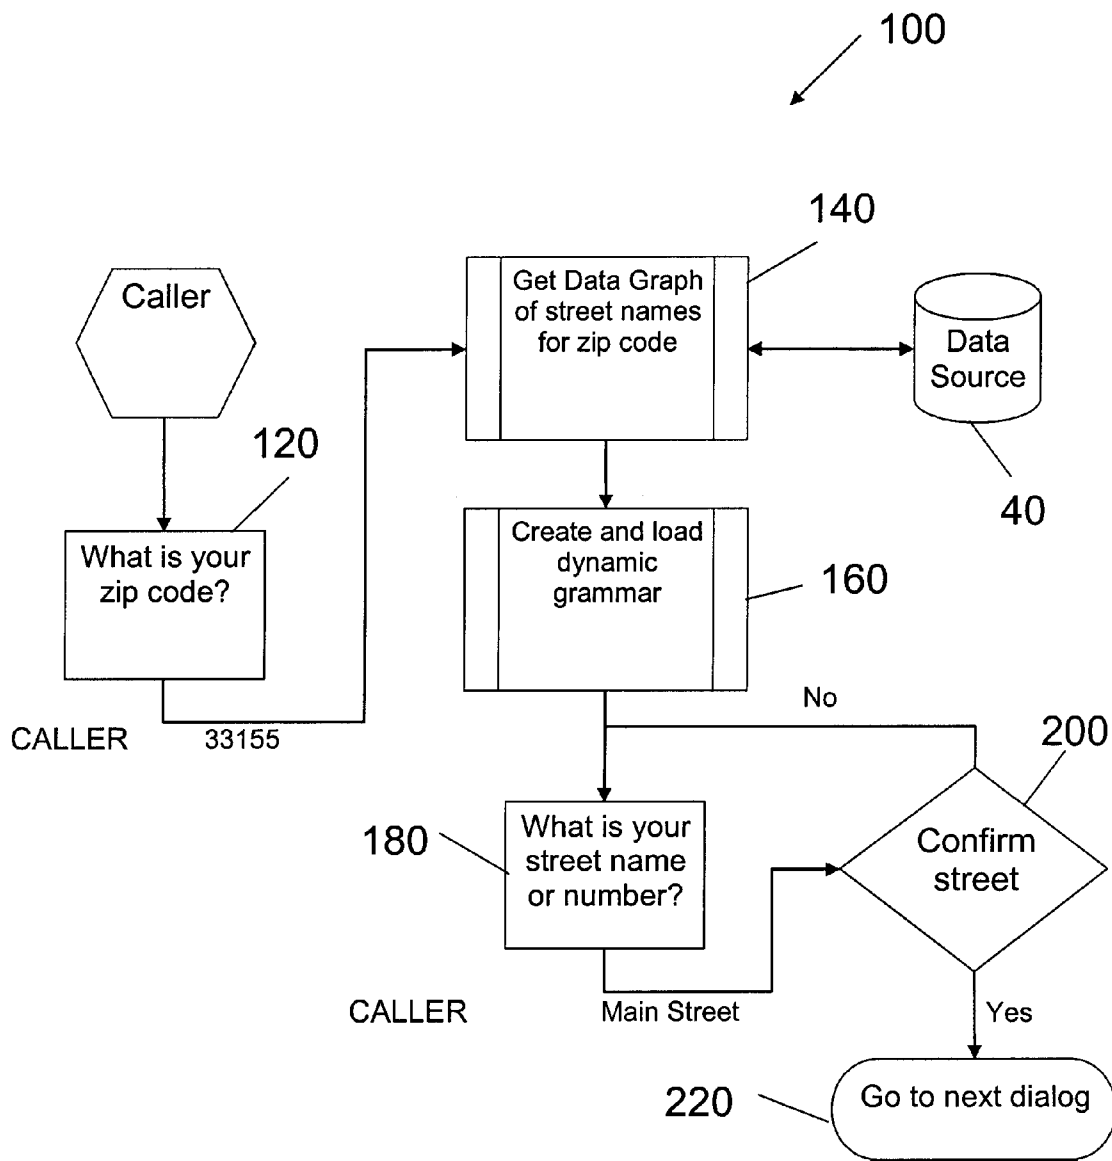 100
140
Caller
Get Data Graph
of street names
for zip code
Data
Source
120
40
What is your
zip code?
Create and load
dynamic
grammar
160
No
CALLER
33155
200
180
What is your
street name
or number?
Confirm
street
CALLER
Main Street
Yes
220
Go to next dialog